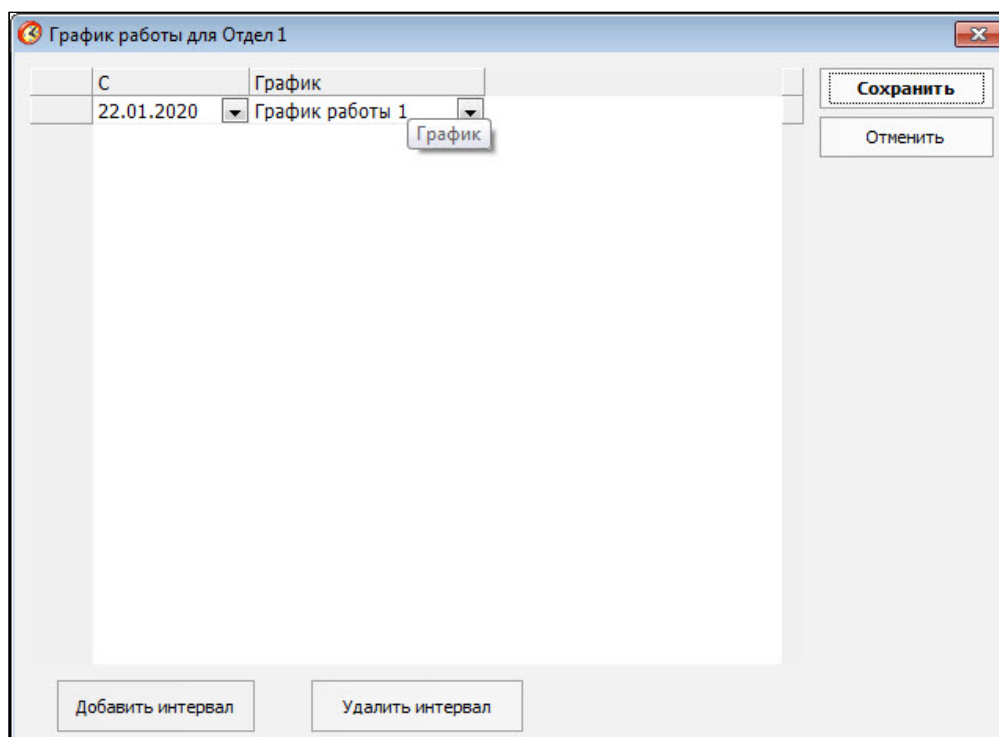 График работы для Отдел 1
С График
22.01.2020 График работы 1
График
Сохранить
Отменить
Добавить интервал Удалить интервал